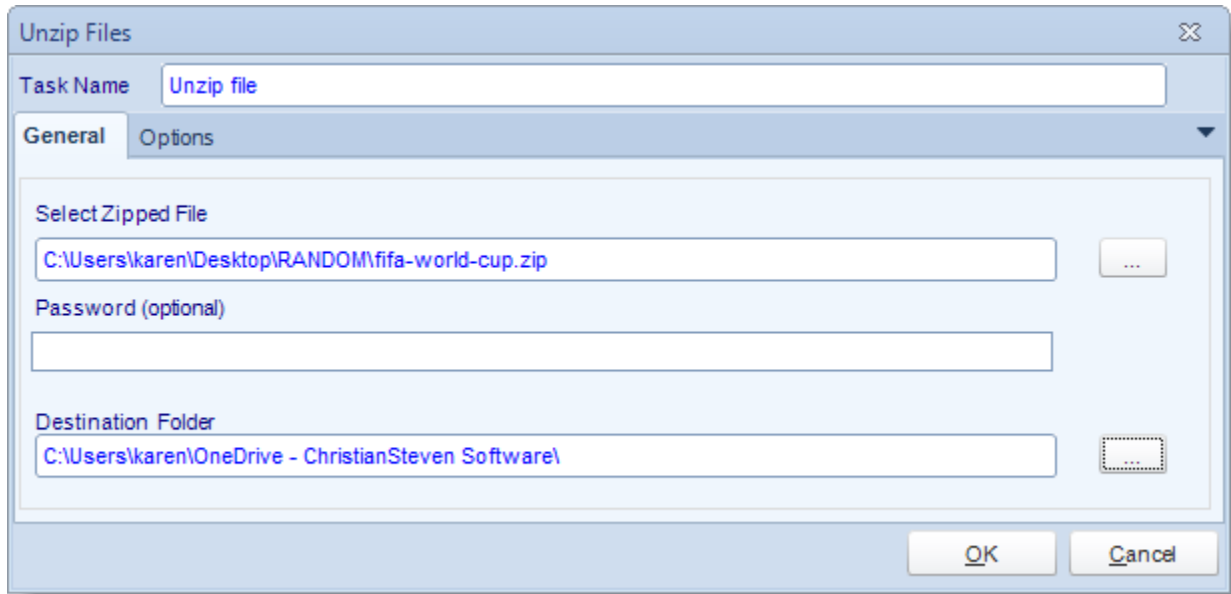 Unzip Files
Task Name Unzip file
General Options
Select Zipped File
C:\Users\karen\Desktop\RANDOM\fifa-world-cup.zip ...
Password (optional)
Destination Folder
C:\Users\karen\OneDrive - ChristianSteven Software\ ...
OK Cancel